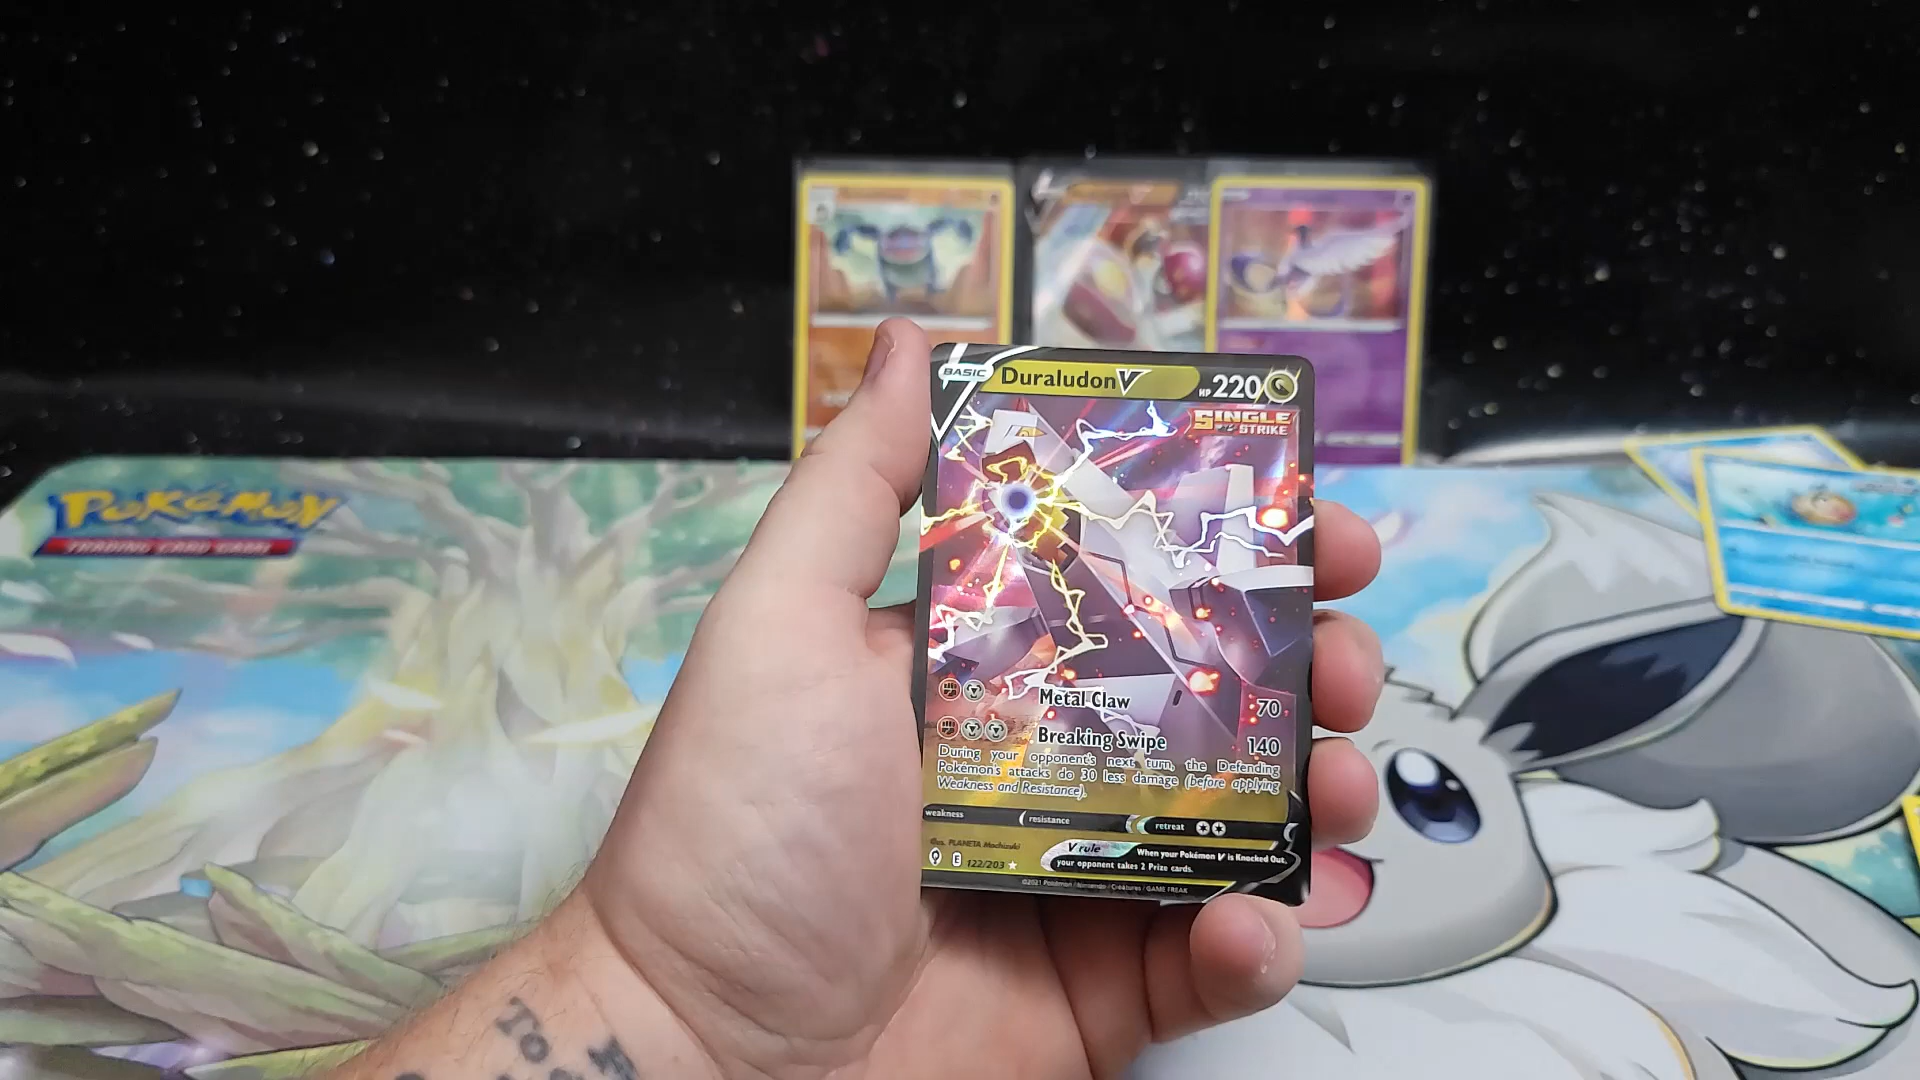 POKÉMON
TRADING CARD GAME
BASIC
Duraludon V
HP 220
SINGLE
STRIKE
Metal Claw 70
Breaking Swipe 140
During your opponent's next turn, the Defending
Pokémon's attacks do 30 less damage (before applying
Weakness and Resistance).
weakness resistance retreat
Illus. PLANETA Mochizuki
E 122/203
V rule When your Pokémon V is Knocked Out,
your opponent takes 2 Prize cards.
©2021 Pokémon / Nintendo / Creatures / GAME FREAK
To